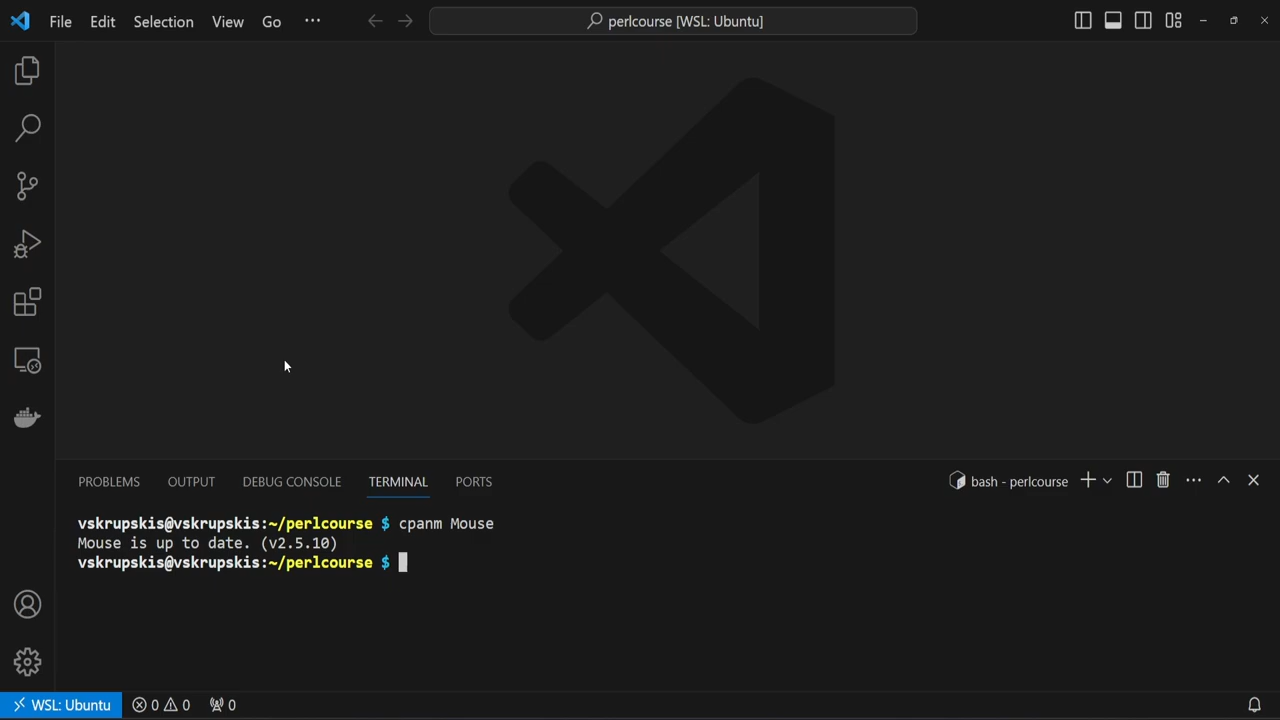 File Edit Selection View Go ···
perlcourse [WSL: Ubuntu]
PROBLEMS OUTPUT DEBUG CONSOLE TERMINAL PORTS
bash - perlcourse
vskrupskis@vskrupskis:~/perlcourse $ cpanm Mouse
Mouse is up to date. (v2.5.10)
vskrupskis@vskrupskis:~/perlcourse $
WSL: Ubuntu 0 0 0